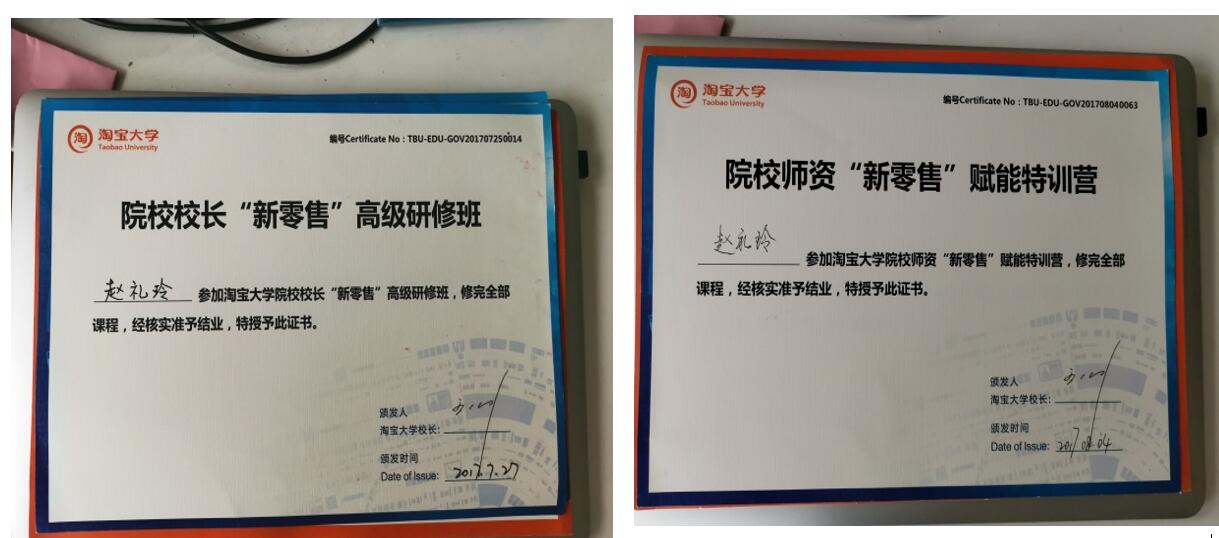 淘 淘宝大学
Taobao University
编号Certificate No：TBU-EDU-GOV201707250014
院校校长“新零售”高级研修班
赵礼玲 参加淘宝大学院校校长“新零售”高级研修班，修完全部
课程，经核实准予结业，特授予此证书。
颁发人
淘宝大学校长:
颁发时间
Date of Issue: 2017.7.27
淘 淘宝大学
Taobao University
编号Certificate No：TBU-EDU-GOV201708040063
院校师资“新零售”赋能特训营
赵礼玲 参加淘宝大学院校师资“新零售”赋能特训营，修完全部
课程，经核实准予结业，特授予此证书。
颁发人
淘宝大学校长:
颁发时间
Date of Issue: 2017.08.04